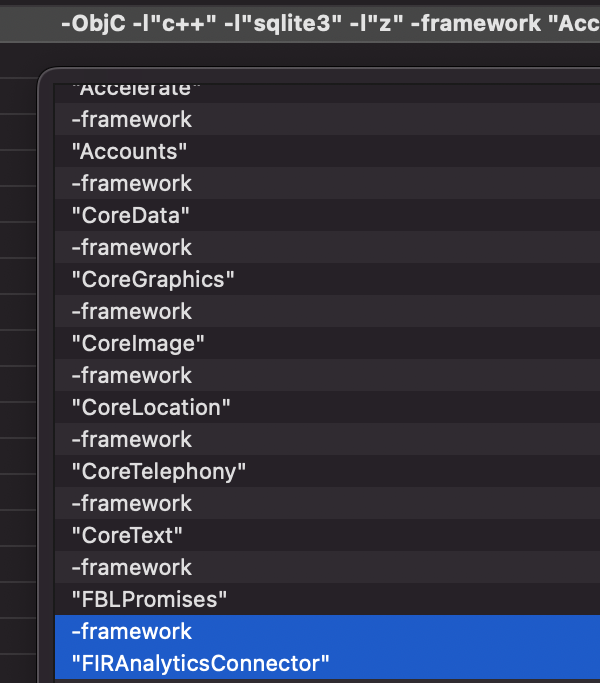 -ObjC -l"c++" -l"sqlite3" -l"z" -framework "Acc
"Accelerate"
-framework
"Accounts"
-framework
"CoreData"
-framework
"CoreGraphics"
-framework
"CoreImage"
-framework
"CoreLocation"
-framework
"CoreTelephony"
-framework
"CoreText"
-framework
"FBLPromises"
-framework
"FIRAnalyticsConnector"